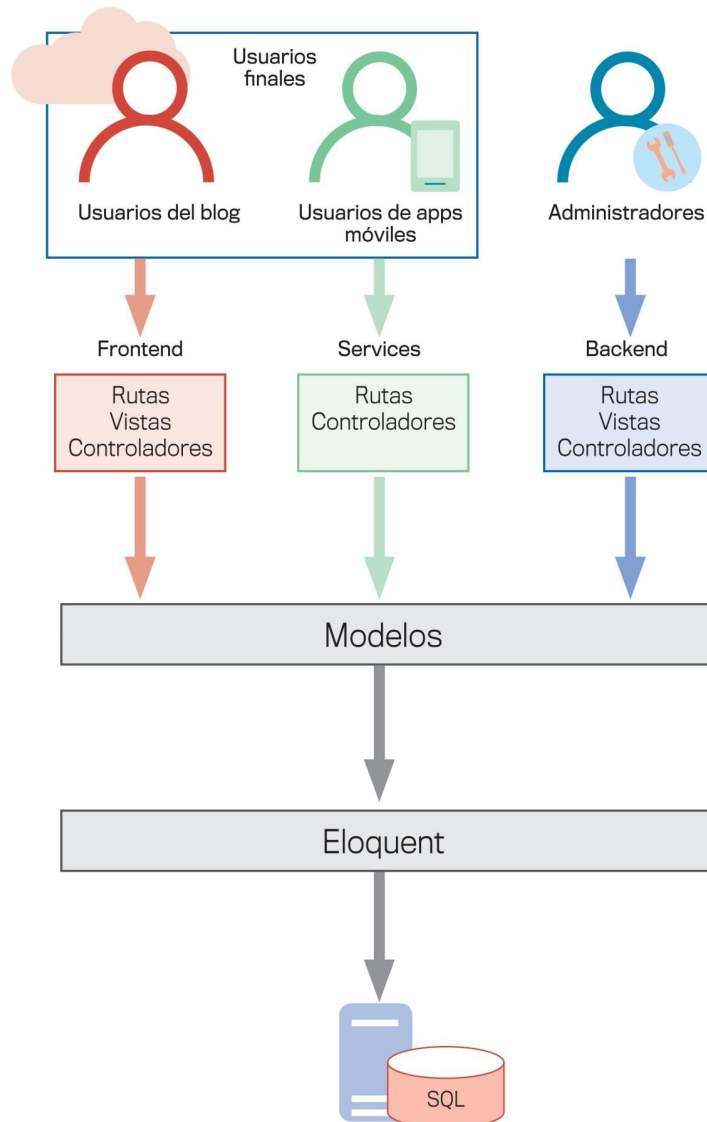 Usuarios
finales
Usuarios del blog
Usuarios de apps
móviles
Administradores
Frontend
Services
Backend
Rutas
Vistas
Controladores
Rutas
Controladores
Rutas
Vistas
Controladores
Modelos
Eloquent
SQL